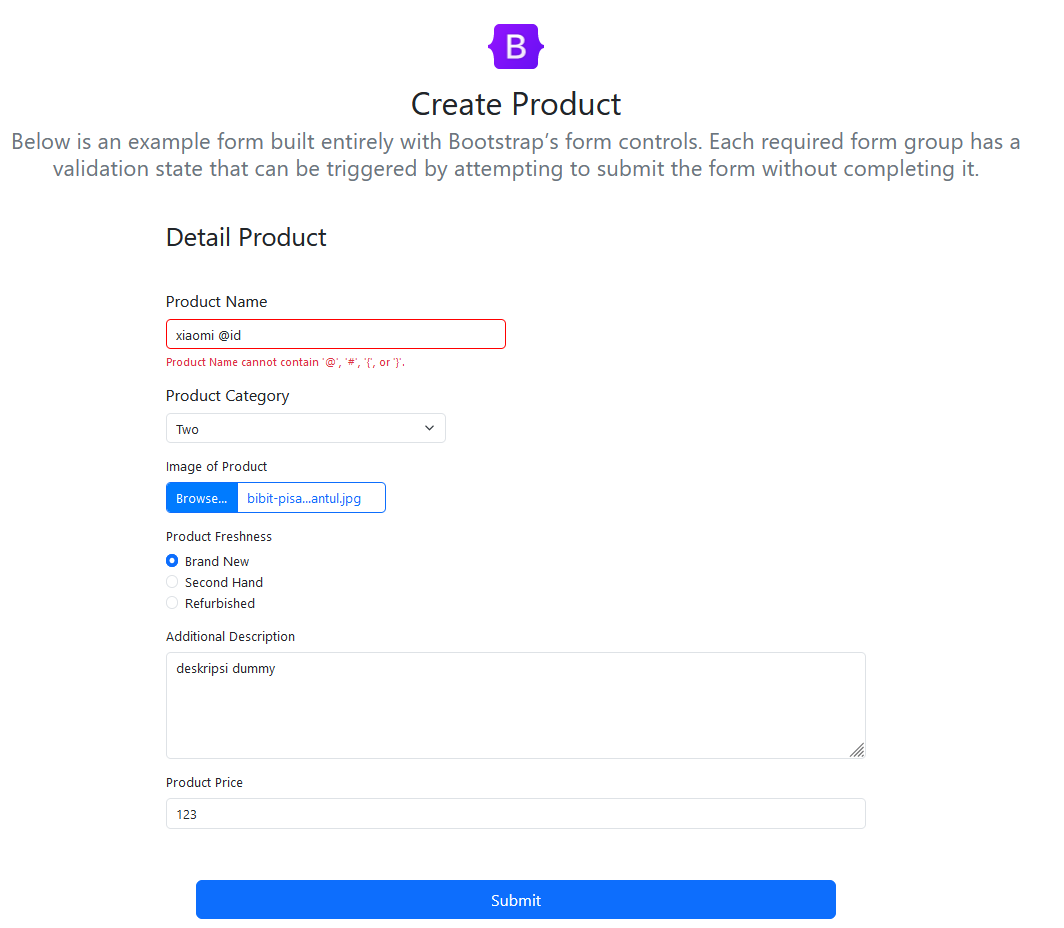 B
Create Product
Below is an example form built entirely with Bootstrap’s form controls. Each required form group has a
validation state that can be triggered by attempting to submit the form without completing it.
Detail Product
Product Name
xiaomi @id
Product Name cannot contain '@', '#', '{', or '}'.
Product Category
Two
Image of Product
Browse... bibit-pisa...antul.jpg
Product Freshness
Brand New
Second Hand
Refurbished
Additional Description
deskripsi dummy
Product Price
123
Submit